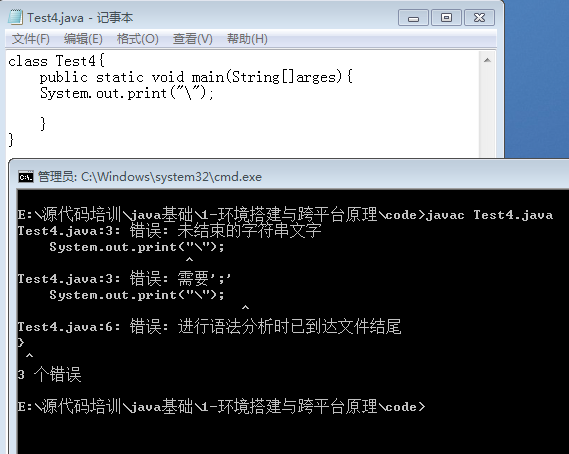 Test4.java - 记事本
文件(F) 编辑(E) 格式(O) 查看(V) 帮助(H)
class Test4{
    public static void main(String[]arges){
    System.out.print("\");
    }
}
管理员: C:\Windows\system32\cmd.exe
E:\源代码培训\java基础\1-环境搭建与跨平台原理\code>javac Test4.java
Test4.java:3: 错误: 未结束的字符串文字
    System.out.print("\");
                     ^
Test4.java:3: 错误: 需要';'
    System.out.print("\");
                            ^
Test4.java:6: 错误: 进行语法分析时已到达文件结尾
}
 ^
3 个错误
E:\源代码培训\java基础\1-环境搭建与跨平台原理\code>